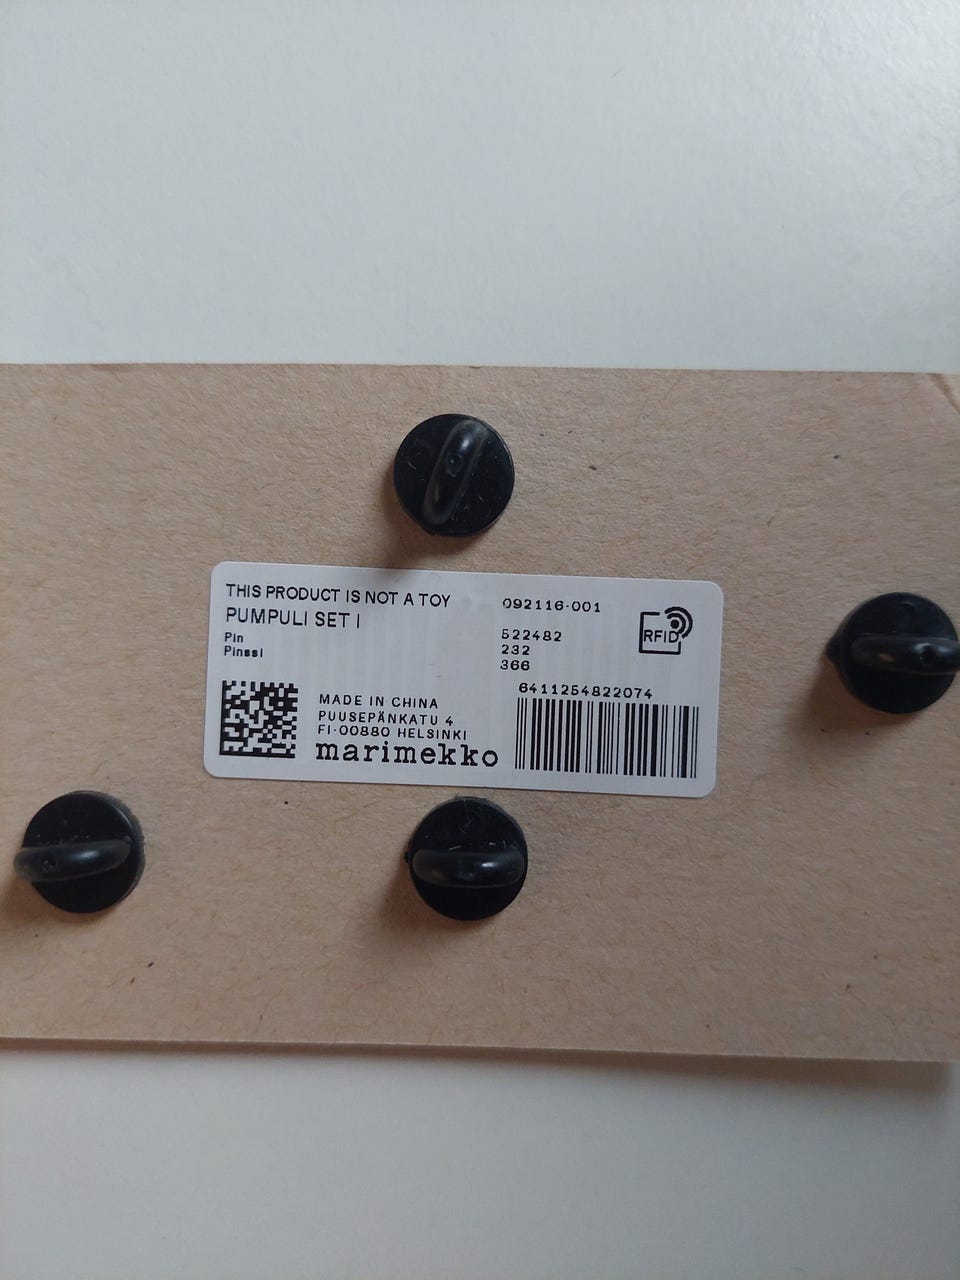 THIS PRODUCT IS NOT A TOY
PUMPULI SET I
Pin
Pinssi
092116-001
522482
232
366
RFID
MADE IN CHINA
PUUSEPÄNKATU 4
FI-00880 HELSINKI
marimekko
6411254822074